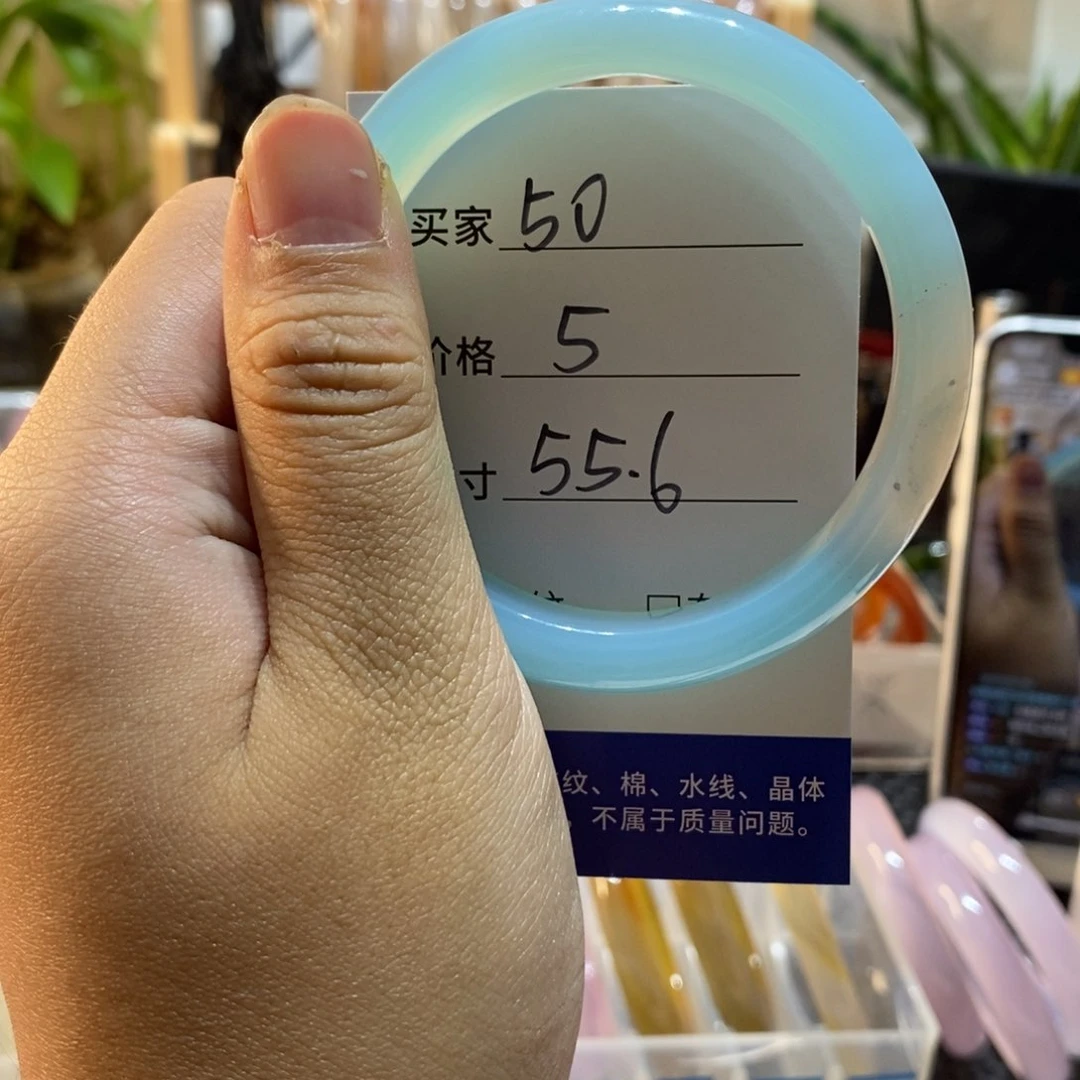 买家 50
价格 5
寸 55.6
纹、棉、水线、晶体
不属于质量问题。